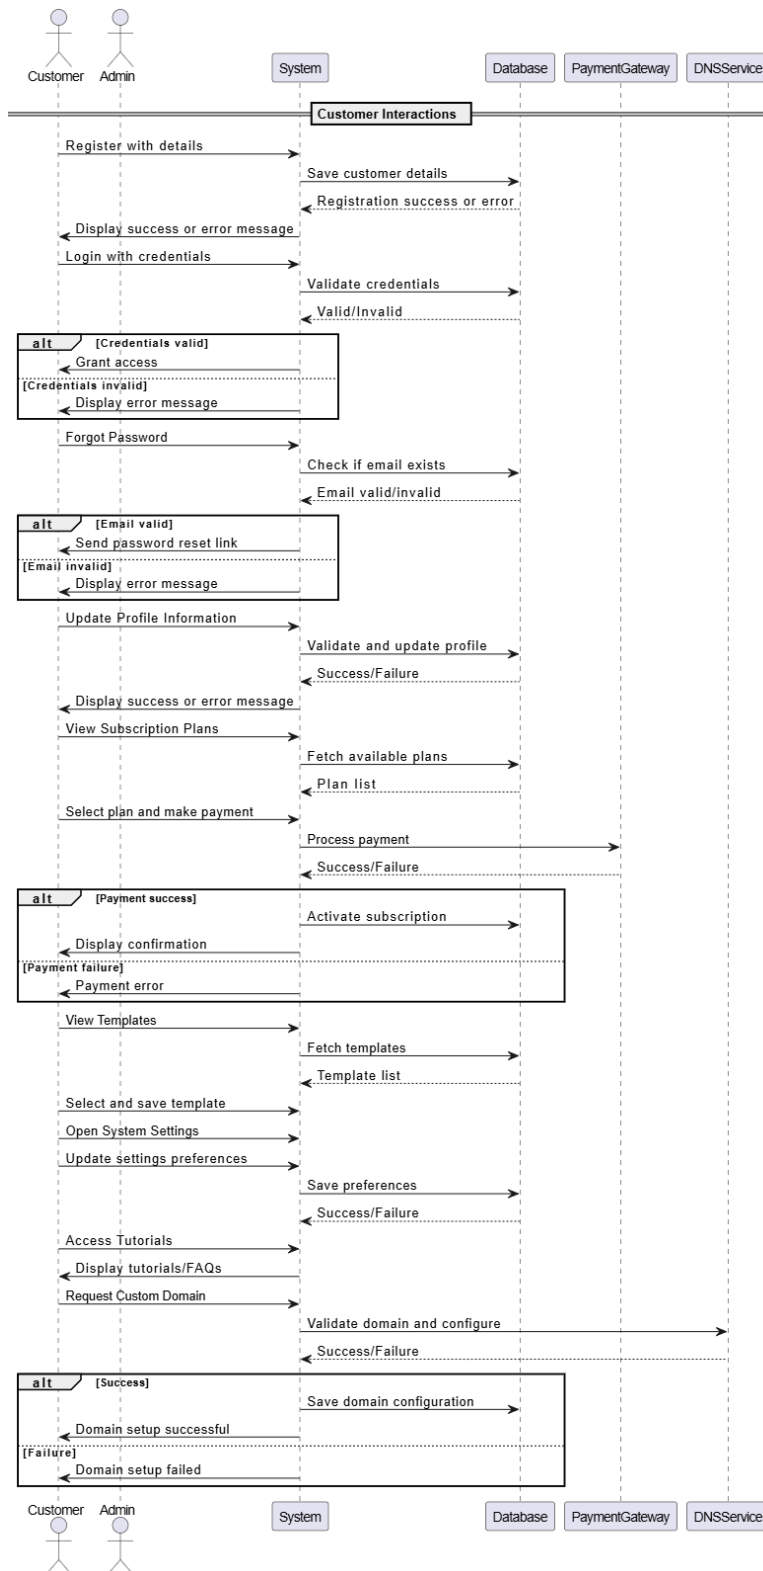 Customer Admin System Database PaymentGateway DNSService
Customer Interactions
Register with details
Save customer details
Registration success or error
Display success or error message
Login with credentials
Validate credentials
Valid/Invalid
alt [Credentials valid]
Grant access
[Credentials invalid]
Display error message
Forgot Password
Check if email exists
Email valid/invalid
alt [Email valid]
Send password reset link
[Email invalid]
Display error message
Update Profile Information
Validate and update profile
Success/Failure
Display success or error message
View Subscription Plans
Fetch available plans
Plan list
Select plan and make payment
Process payment
Success/Failure
alt [Payment success]
Activate subscription
Display confirmation
[Payment failure]
Payment error
View Templates
Fetch templates
Template list
Select and save template
Open System Settings
Update settings preferences
Save preferences
Success/Failure
Access Tutorials
Display tutorials/FAQs
Request Custom Domain
Validate domain and configure
Success/Failure
alt [Success]
Save domain configuration
Domain setup successful
[Failure]
Domain setup failed
Customer Admin System Database PaymentGateway DNSService